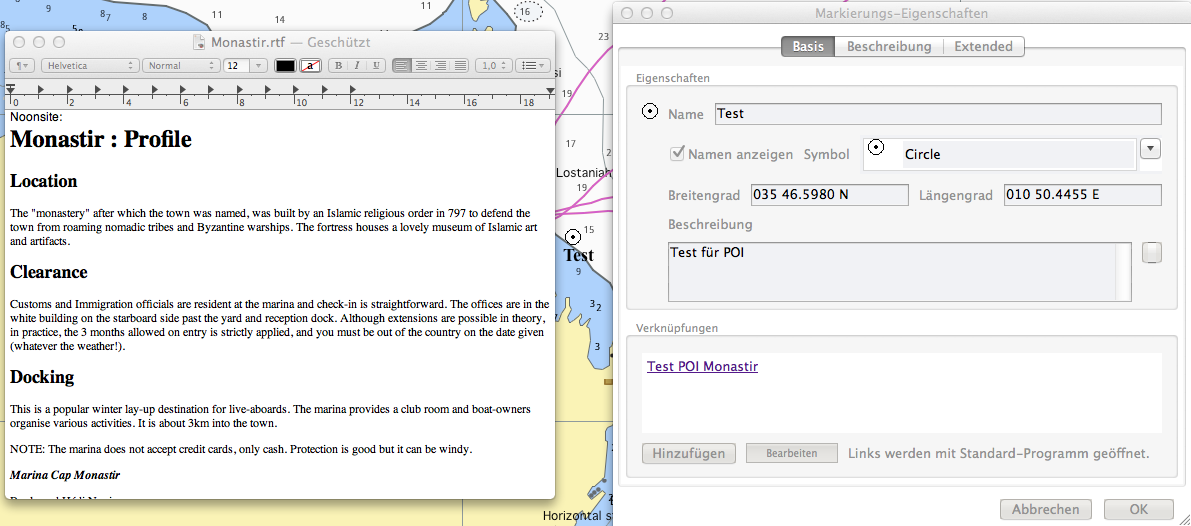 Monastir.rtf — Geschützt
¶ Helvetica Normal 12 a B I U 1,0
0 2 4 6 8 10 12 14 16 18
Noonsite:
Monastir : Profile
Location
The "monastery" after which the town was named, was built by an Islamic religious order in 797 to defend the
town from roaming nomadic tribes and Byzantine warships. The fortress houses a lovely museum of Islamic art
and artifacts.
Clearance
Customs and Immigration officials are resident at the marina and check-in is straightforward. The offices are in the
white building on the starboard side past the yard and reception dock. Although extensions are possible in theory,
in practice, the 3 months allowed on entry is strictly applied, and you must be out of the country on the date given
(whatever the weather!).
Docking
This is a popular winter lay-up destination for live-aboards. The marina provides a club room and boat-owners
organise various activities. It is about 3km into the town.
NOTE: The marina does not accept credit cards, only cash. Protection is good but it can be windy.
Marina Cap Monastir
8
5
8
7
11
14
11
16
23
19
17
Lostaniah
19
15
Test
9
3
2
3
Horizontal s
Markierungs-Eigenschaften
Basis Beschreibung Extended
Eigenschaften
Name Test
Namen anzeigen Symbol Circle
Breitengrad 035 46.5980 N Längengrad 010 50.4455 E
Beschreibung
Test für POI
Verknüpfungen
Test POI Monastir
Hinzufügen Bearbeiten Links werden mit Standard-Programm geöffnet.
Abbrechen OK